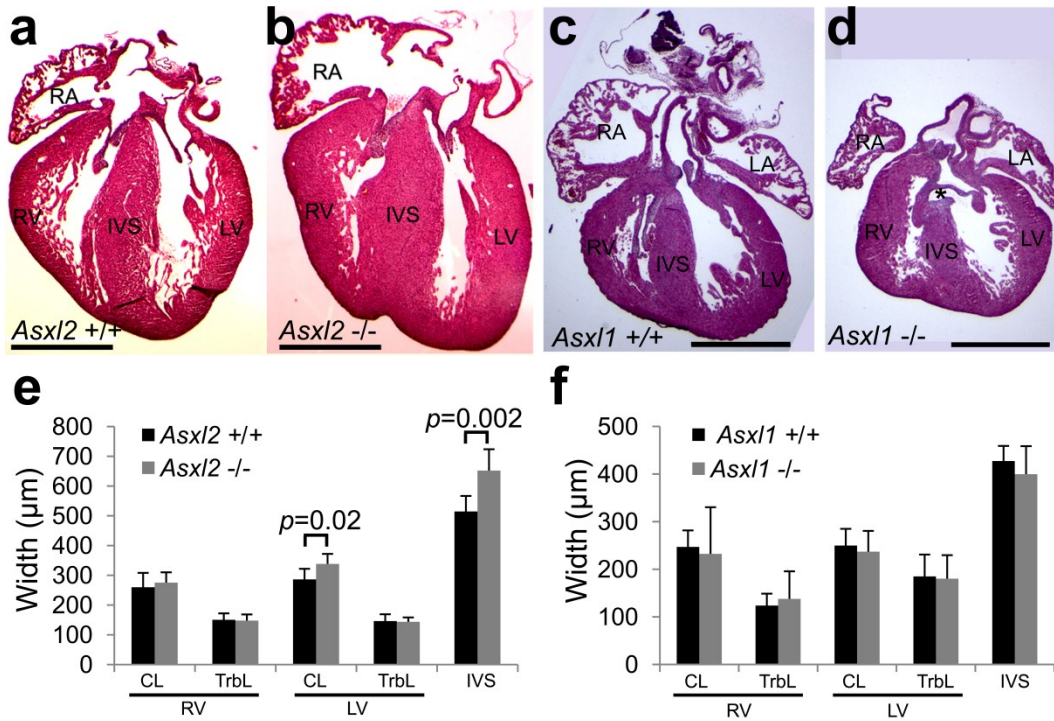 a
RA
RV
IVS
LV
Asxl2 +/+
b
RA
RV
IVS
LV
Asxl2 -/-
c
RA
LA
RV
IVS
LV
Asxl1 +/+
d
RA
LA
*
RV
IVS
LV
Asxl1 -/-
e
Width (µm)
800
700
600
500
400
300
200
100
0
Asxl2 +/+
Asxl2 -/-
p=0.02
p=0.002
CL TrbL CL TrbL IVS
RV LV
f
Width (µm)
500
400
300
200
100
0
Asxl1 +/+
Asxl1 -/-
CL TrbL CL TrbL IVS
RV LV